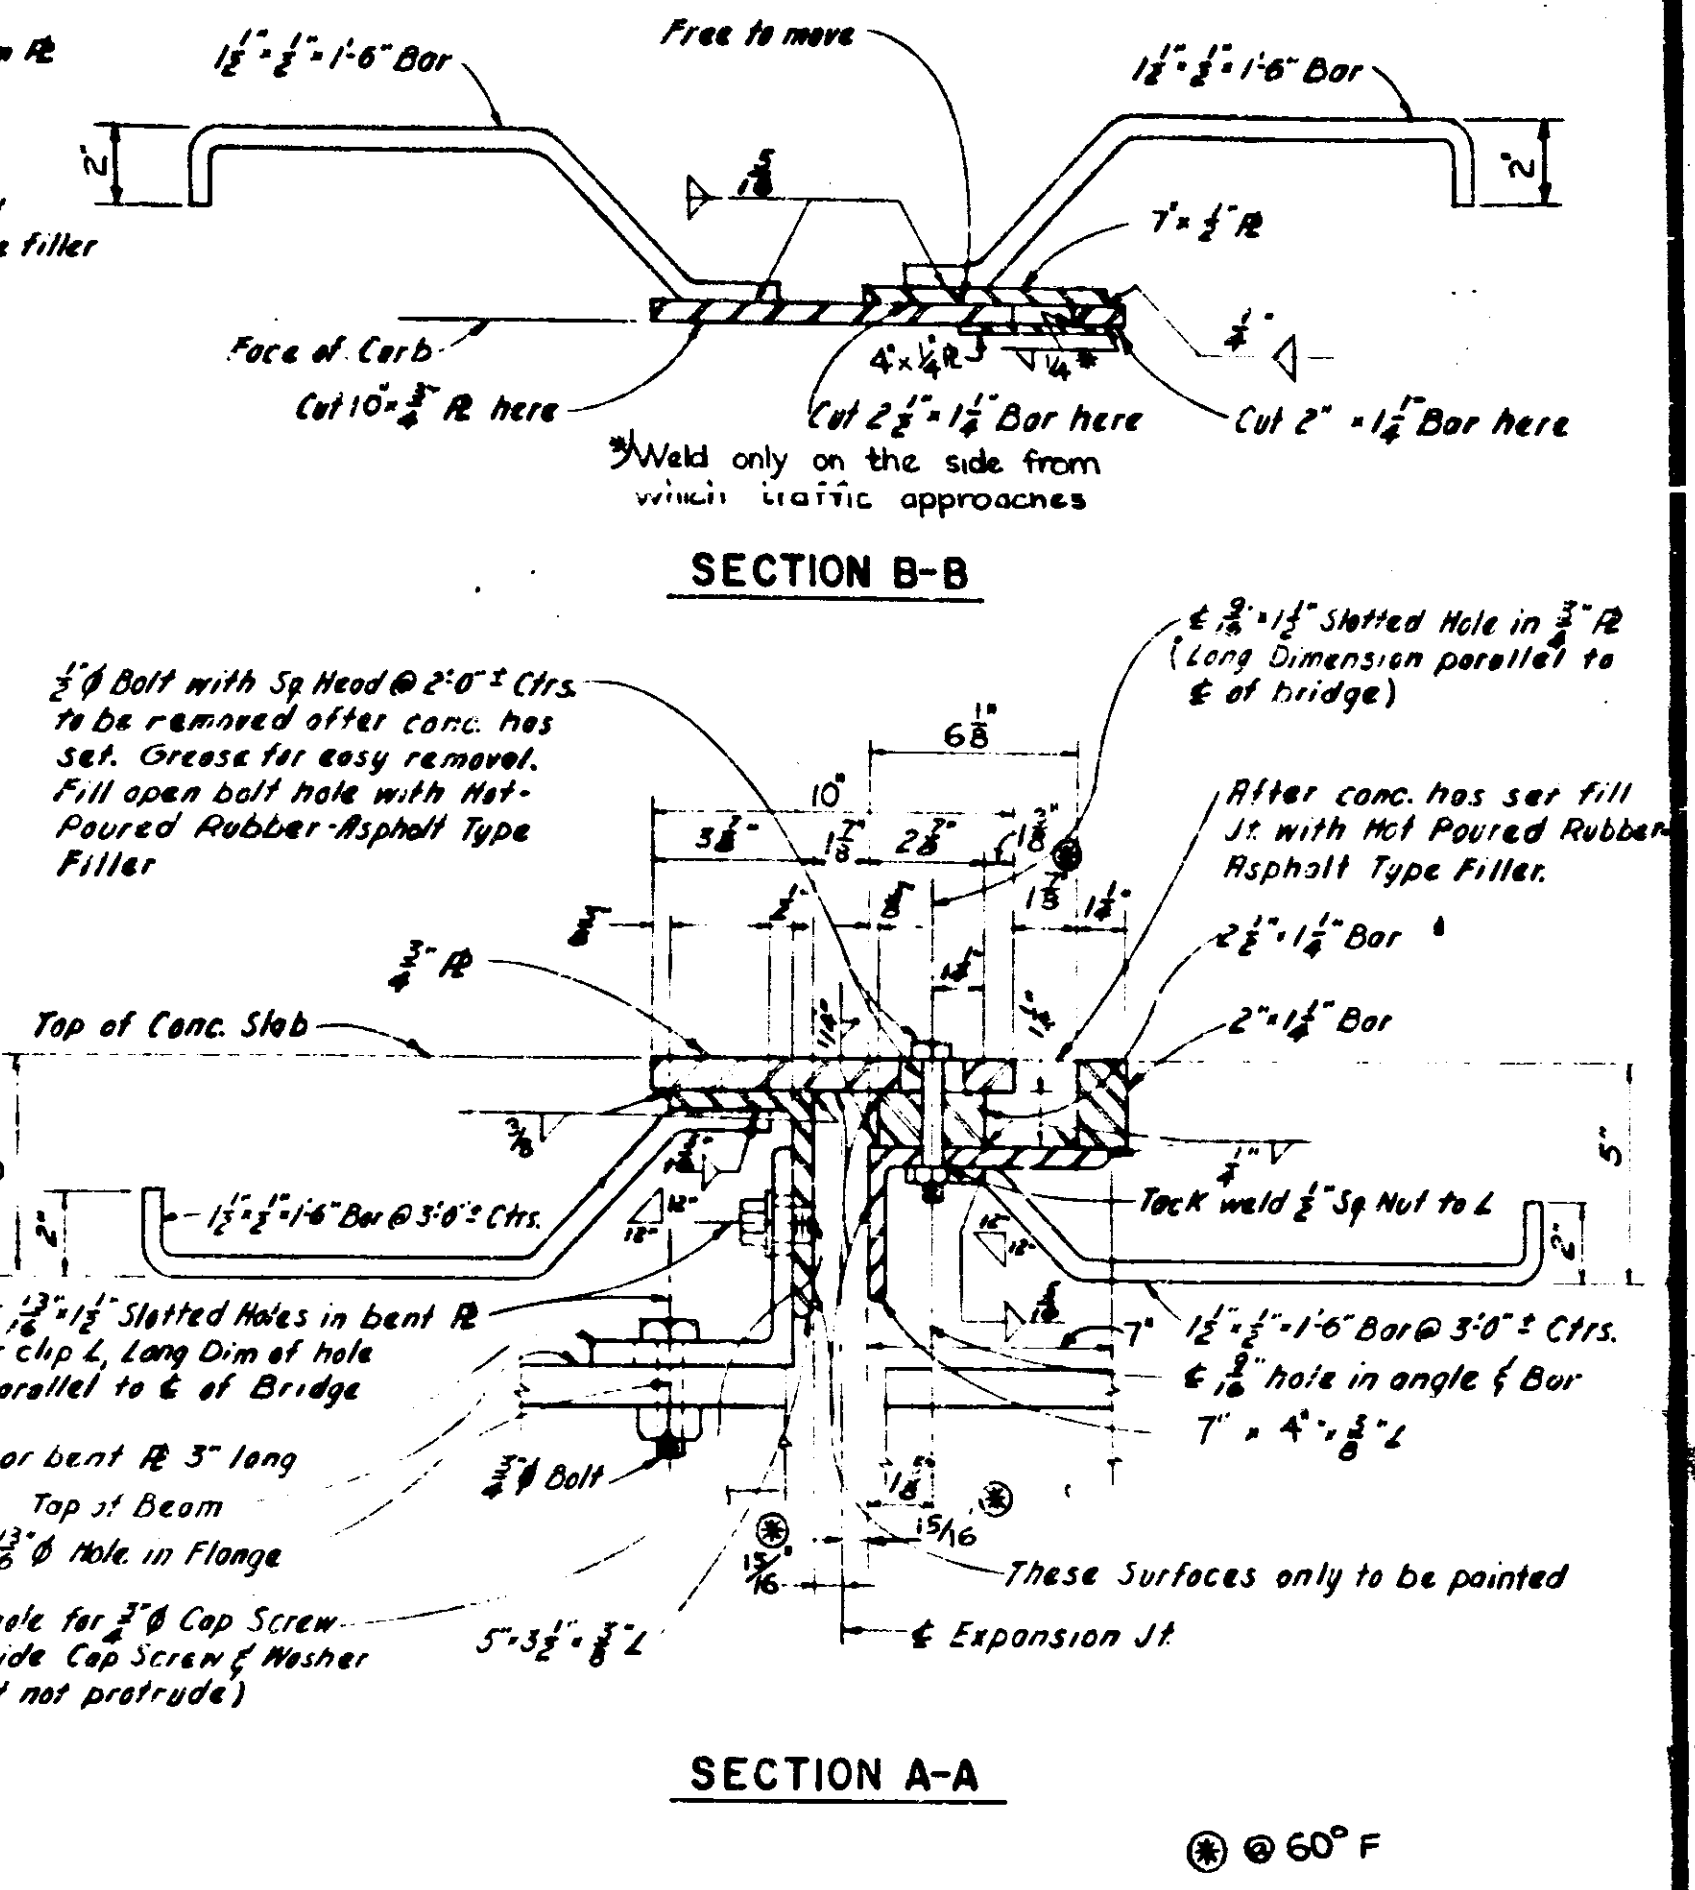 1½" × ½" × 1'-6" Bar
Free to move
1½" × ½" × 1'-6" Bar
2"
2"
7" × ½" ℄
filler
Face of Curb
4" × ¼" ℄
¼ *
¼"
Cut 10" × ¾" ℄ here
Cut 2½" × 1¼" Bar here
Cut 2" × 1¼" Bar here
*) Weld only on the side from
which traffic approaches
SECTION B-B
℄ 9/16" × 1½" Slotted Hole in ¾" ℄
(Long Dimension parallel to
℄ of bridge)
½" ϕ Bolt with Sq. Head @ 2'-0" ± Ctrs.
to be removed after conc. has
set. Grease for easy removal.
Fill open bolt hole with Hot-
Poured Rubber-Asphalt Type
Filler
6⅛"
10"
3⅞"
1⅞"
2⅞"
1⅞"
1¼"
After conc. has set fill
Jt. with Hot Poured Rubber-
Asphalt Type Filler.
2½" × 1¼" Bar
¾" ℄
Top of Conc. Slab
2" × 1¼" Bar
3/8
¼"
5"
2"
1½" × ½" × 1'-6" Bar @ 3'-0" ± Ctrs.
12"
12"
12"
12"
Tack weld ½" Sq. Nut to L
2"
13/16" × 1½" Slotted Holes in bent ℄
clip L, Long Dim of hole
parallel to ℄ of Bridge
7"
1½" × ½" × 1'-6" Bar @ 3'-0" ± Ctrs.
℄ 9/16" hole in angle & Bar
7" × 4" × ⅜" L
or bent ℄ 3" long
¾" ϕ Bolt
Top of Beam
ϕ Hole in Flange
1⅝"
15/16"
15/16"
These Surfaces only to be painted
hole for ¾" ϕ Cap Screw
Cap Screw & Washer
not protrude)
5" × 3½" × ⅜" L
℄ Expansion Jt.
SECTION A-A
* @ 60° F